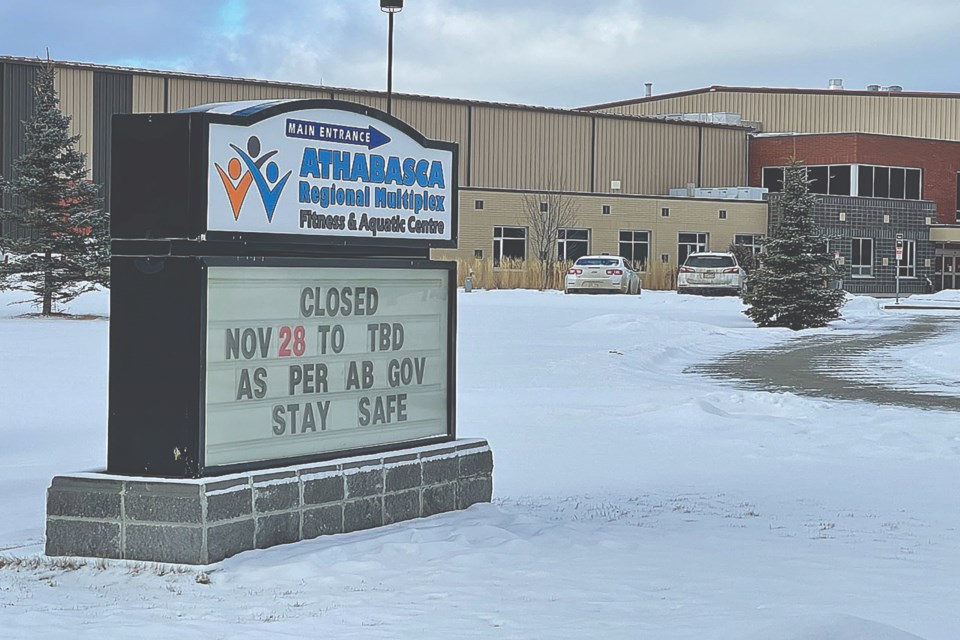 MAIN ENTRANCE
ATHABASCA
Regional Multiplex
Fitness & Aquatic Centre
CLOSED
NOV 28 TO TBD
AS PER AB GOV
STAY SAFE